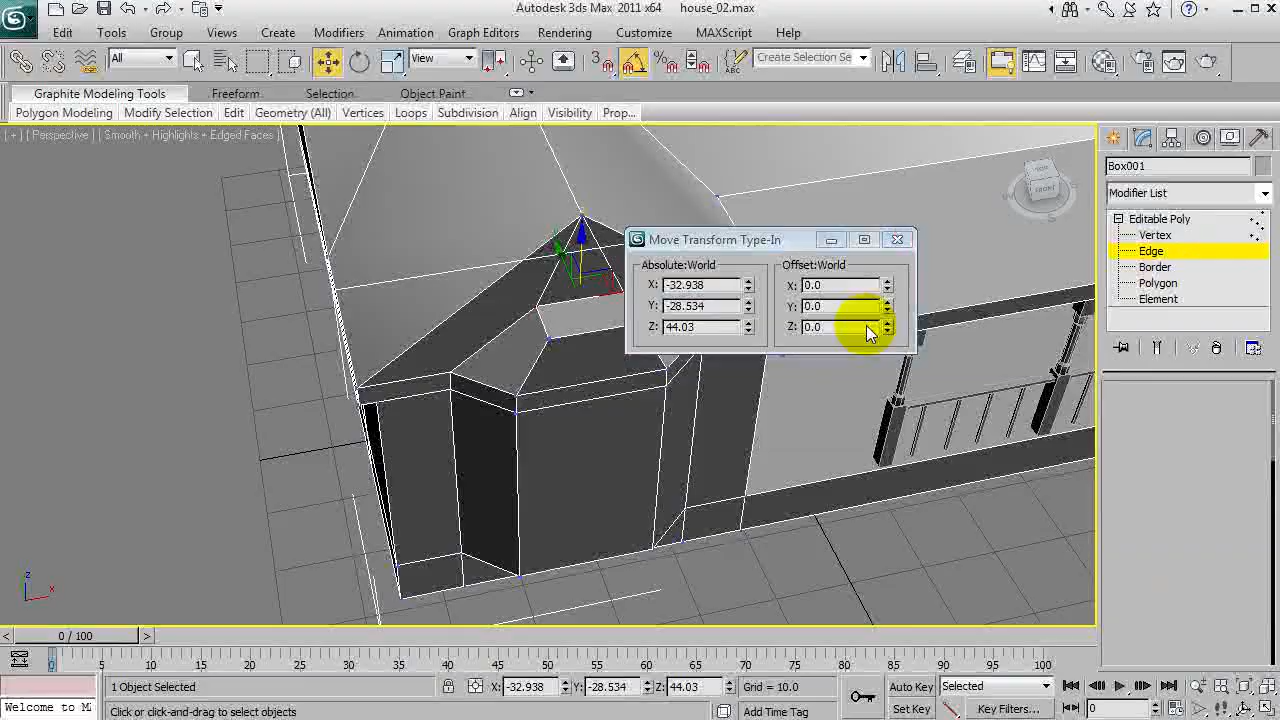 Autodesk 3ds Max 2011 x64 house_02.max
Edit Tools Group Views Create Modifiers Animation Graph Editors Rendering Customize MAXScript Help
All View Create Selection Se
3
ABC
Graphite Modeling Tools Freeform Selection Object Paint
Polygon Modeling Modify Selection Edit Geometry (All) Vertices Loops Subdivision Align Visibility Prop...
[ + ] [ Perspective ] [ Smooth + Highlights + Edged Faces ]
TOP
FRONT
W
S
Box001
Modifier List
Editable Poly
Vertex
Edge
Border
Polygon
Element
Move Transform Type-In
Absolute:World Offset:World
X: -32.938 X: 0.0
Y: -28.534 Y: 0.0
Z: 44.03 Z: 0.0
z
x
< 0 / 100 >
0 5 10 15 20 25 30 35 40 45 50 55 60 65 70 75 80 85 90 95 100
1 Object Selected X: -32.938 Y: -28.534 Z: 44.03 Grid = 10.0 Auto Key Selected
Welcome to M Click or click-and-drag to select objects Add Time Tag Set Key Key Filters... 0